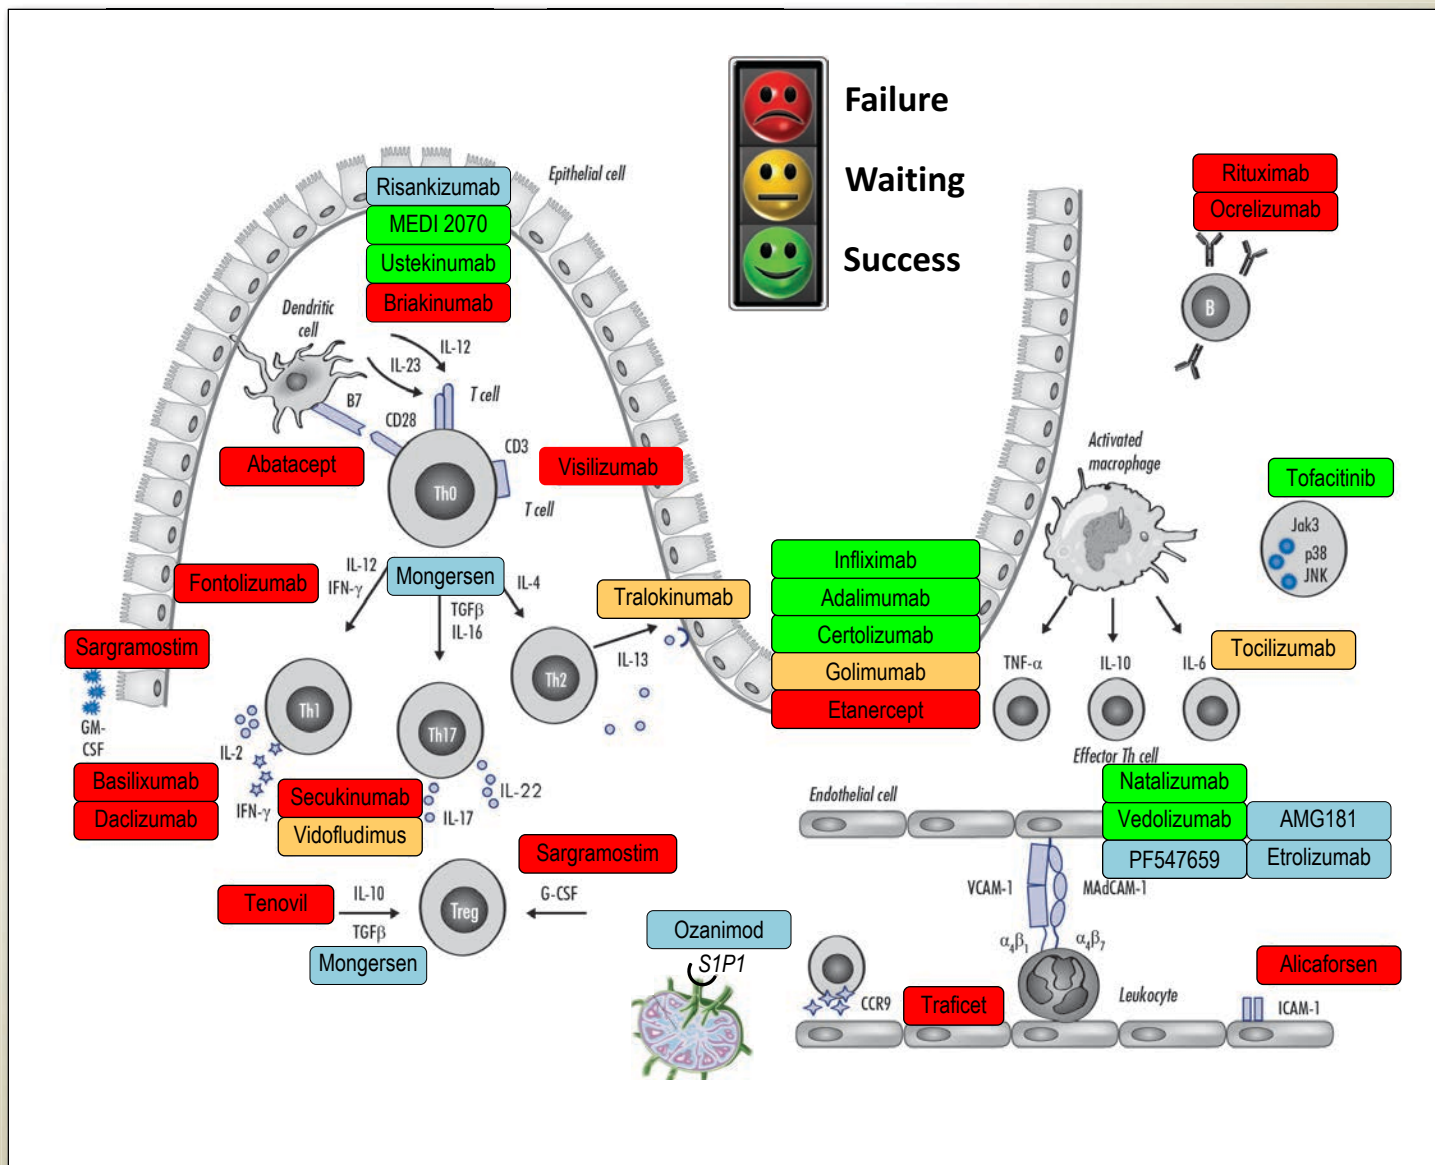 Failure
Waiting
Success
Epithelial cell
Risankizumab
MEDI 2070
Ustekinumab
Briakinumab
Dendritic
cell
IL-12
IL-23
B7
T cell
CD28
CD3
Abatacept
Visilizumab
Th0
T cell
Rituximab
Ocrelizumab
B
Activated
macrophage
Tofacitinib
Jak3
p38
JNK
Fontolizumab
IL-12
IFN-γ
Mongersen
IL-4
TGFβ
IL-16
Tralokinumab
IL-13
Infliximab
Adalimumab
Certolizumab
Golimumab
Etanercept
TNF-α
IL-10
IL-6
Tocilizumab
Sargramostim
GM-
CSF
Th1
Th17
Th2
IL-2
IFN-γ
Basilixumab
Daclizumab
Secukinumab
Vidofludimus
IL-17
IL-22
Effector Th cell
Endothelial cell
Natalizumab
Vedolizumab
AMG181
PF547659
Etrolizumab
VCAM-1
MAdCAM-1
Sargramostim
Tenovil
IL-10
TGFβ
Treg
G-CSF
Mongersen
Ozanimod
S1P1
α4β1
α4β7
CCR9
Traficet
Leukocyte
Alicaforsen
ICAM-1